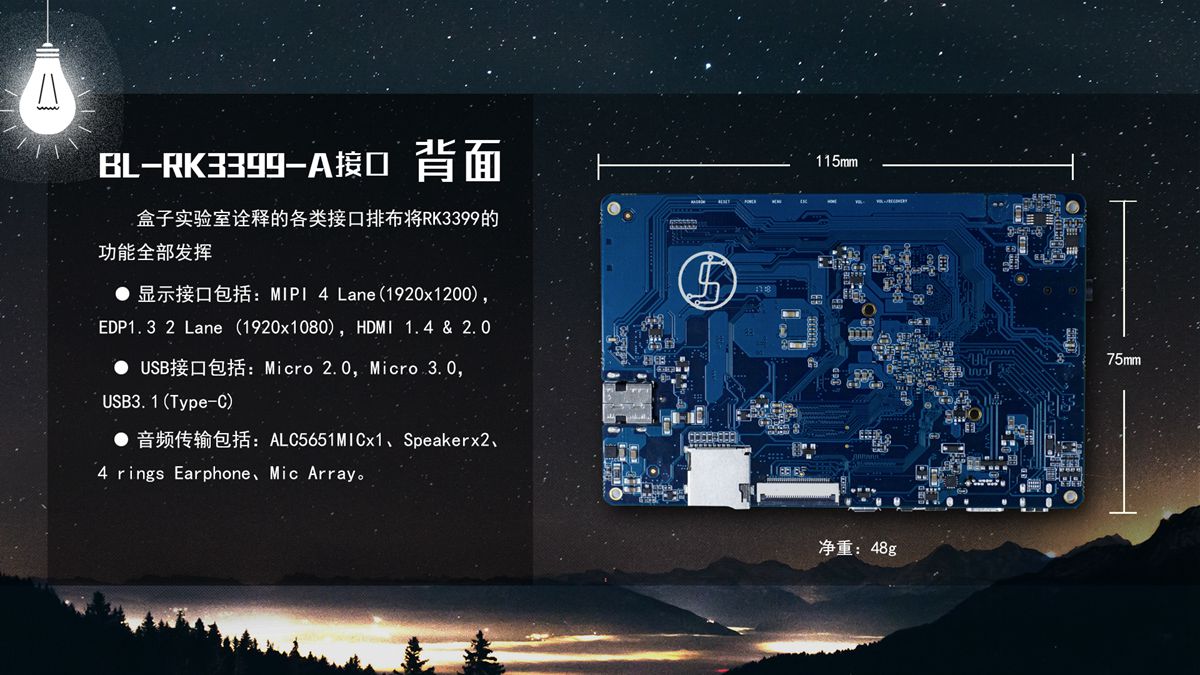 BL-RK3399-A接口 背面
盒子实验室诠释的各类接口排布将RK3399的
功能全部发挥
● 显示接口包括：MIPI 4 Lane(1920x1200)，
EDP1.3 2 Lane (1920x1080)，HDMI 1.4 & 2.0
● USB接口包括：Micro 2.0，Micro 3.0，
USB3.1(Type-C)
● 音频传输包括：ALC5651MICx1、Speakerx2、
4 rings Earphone、Mic Array。
115mm
MASROM RESET POWER MENU ESC HOME VOL- VOL+/RECOVERY
75mm
净重：48g